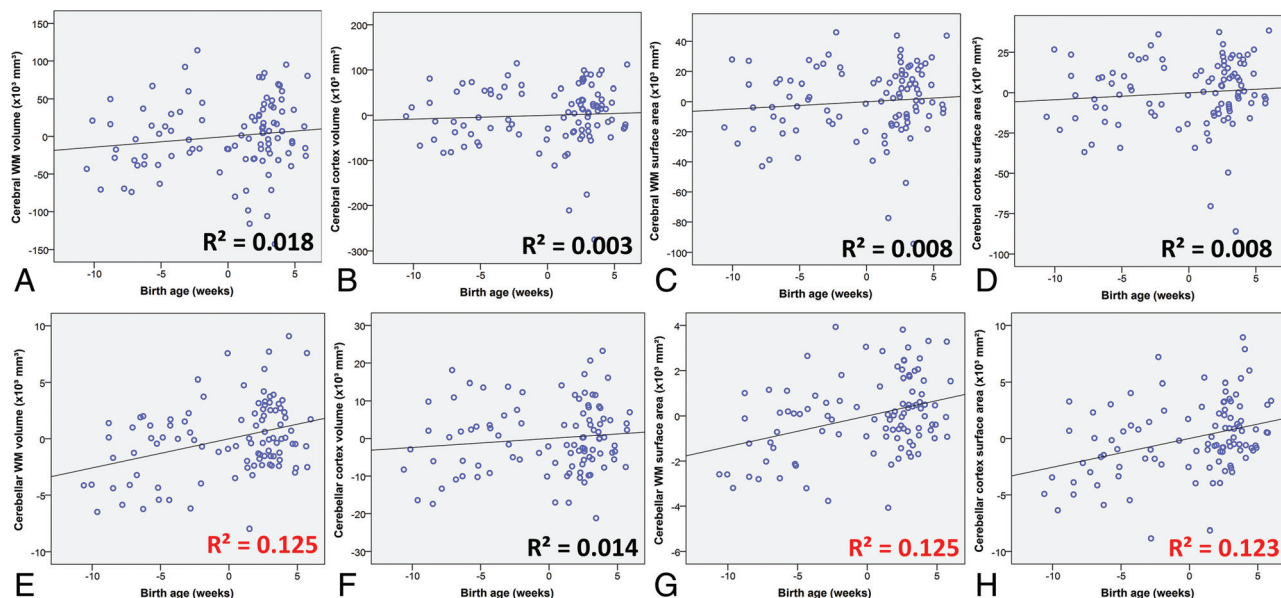 Cerebral WM volume (x10³ mm³)
150
100
50
0
-50
-100
-150
-10
-5
0
5
R² = 0.018
A
Birth age (weeks)
Cerebral cortex volume (x10³ mm³)
200
100
0
-100
-200
-300
-10
-5
0
5
R² = 0.003
B
Birth age (weeks)
Cerebral WM surface area (x10³ mm²)
40
20
0
-20
-40
-60
-80
-100
-10
-5
0
5
R² = 0.008
C
Birth age (weeks)
Cerebral cortex surface area (x10³ mm²)
50
25
0
-25
-50
-75
-100
-10
-5
0
5
R² = 0.008
D
Birth age (weeks)
Cerebellar WM volume (x10³ mm³)
10
5
0
-5
-10
-10
-5
0
5
R² = 0.125
E
Birth age (weeks)
Cerebellar cortex volume (x10³ mm³)
30
20
10
0
-10
-20
-30
-10
-5
0
5
R² = 0.014
F
Birth age (weeks)
Cerebellar WM surface area (x10³ mm²)
4
2
0
-2
-4
-6
-10
-5
0
5
R² = 0.125
G
Birth age (weeks)
Cerebellar cortex surface area (x10³ mm²)
10
5
0
-5
-10
-10
-5
0
5
R² = 0.123
H
Birth age (weeks)